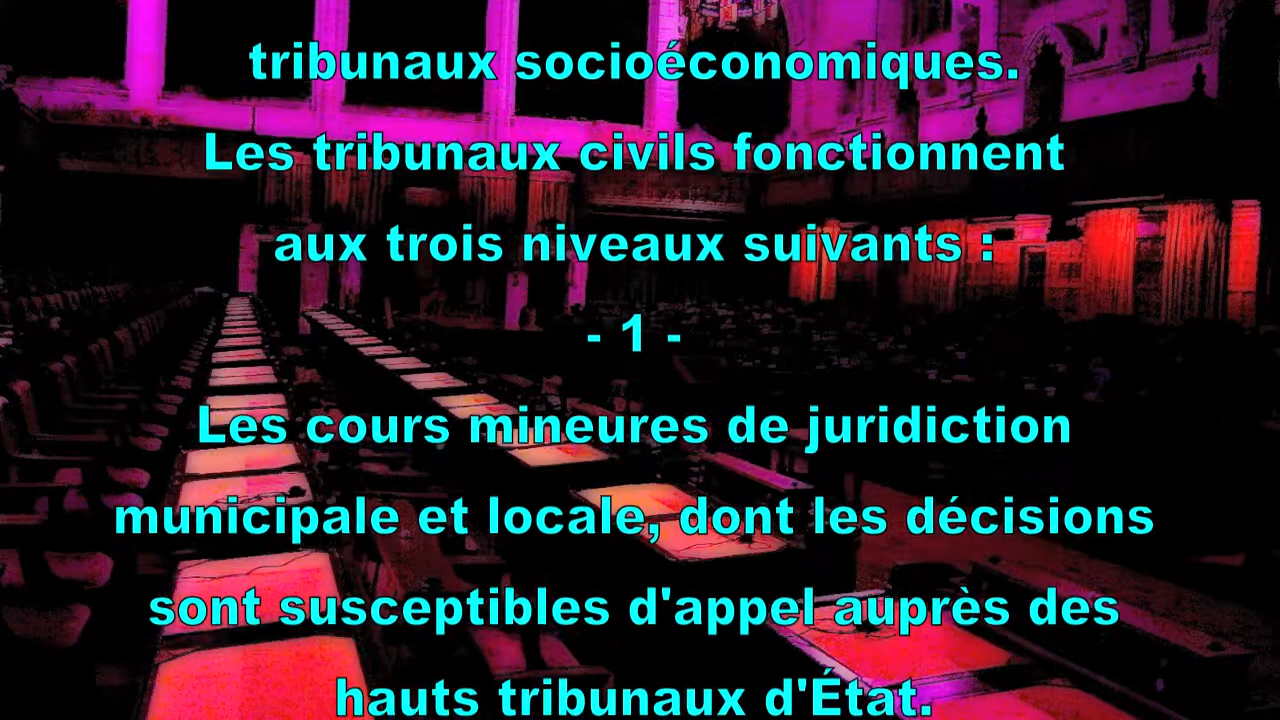 tribunaux socioéconomiques.
Les tribunaux civils fonctionnent
aux trois niveaux suivants :
- 1 -
Les cours mineures de juridiction
municipale et locale, dont les décisions
sont susceptibles d'appel auprès des
hauts tribunaux d'État.